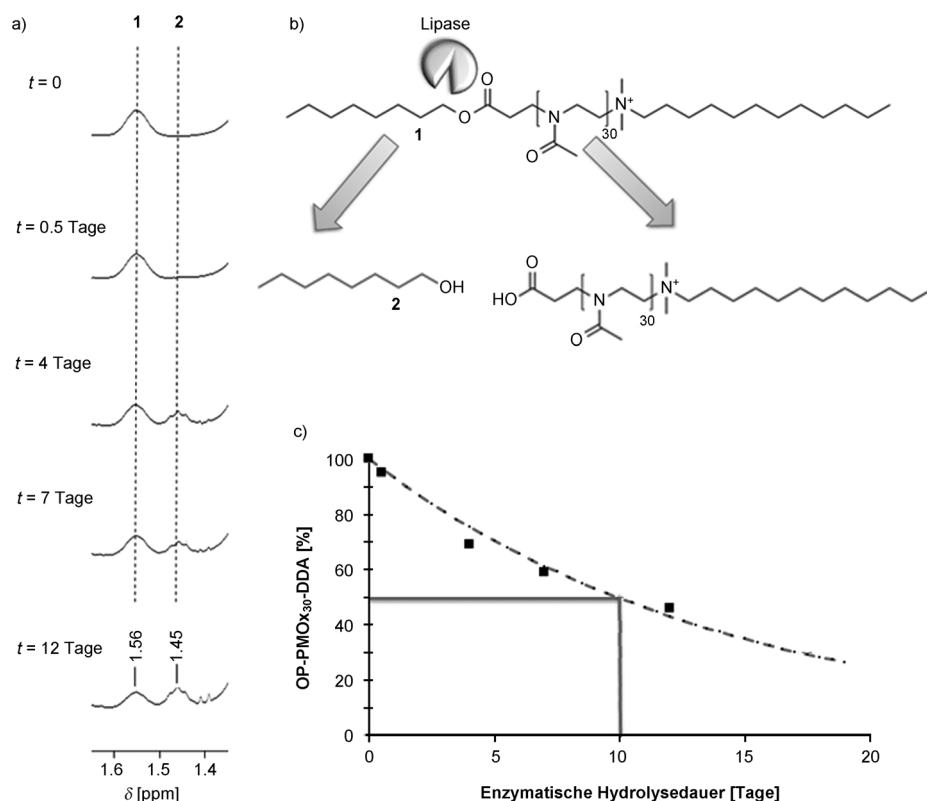 a)
1 2
t = 0
t = 0.5 Tage
t = 4 Tage
t = 7 Tage
t = 12 Tage
1.56
1.45
1.6 1.5 1.4
δ [ppm]
b)
Lipase
O
O
1
N
O
30
N+
OH
2
O
HO
N
O
30
N+
c)
OP-PMOx30-DDA [%]
100
80
60
40
20
0
0 5 10 15 20
Enzymatische Hydrolysedauer [Tage]